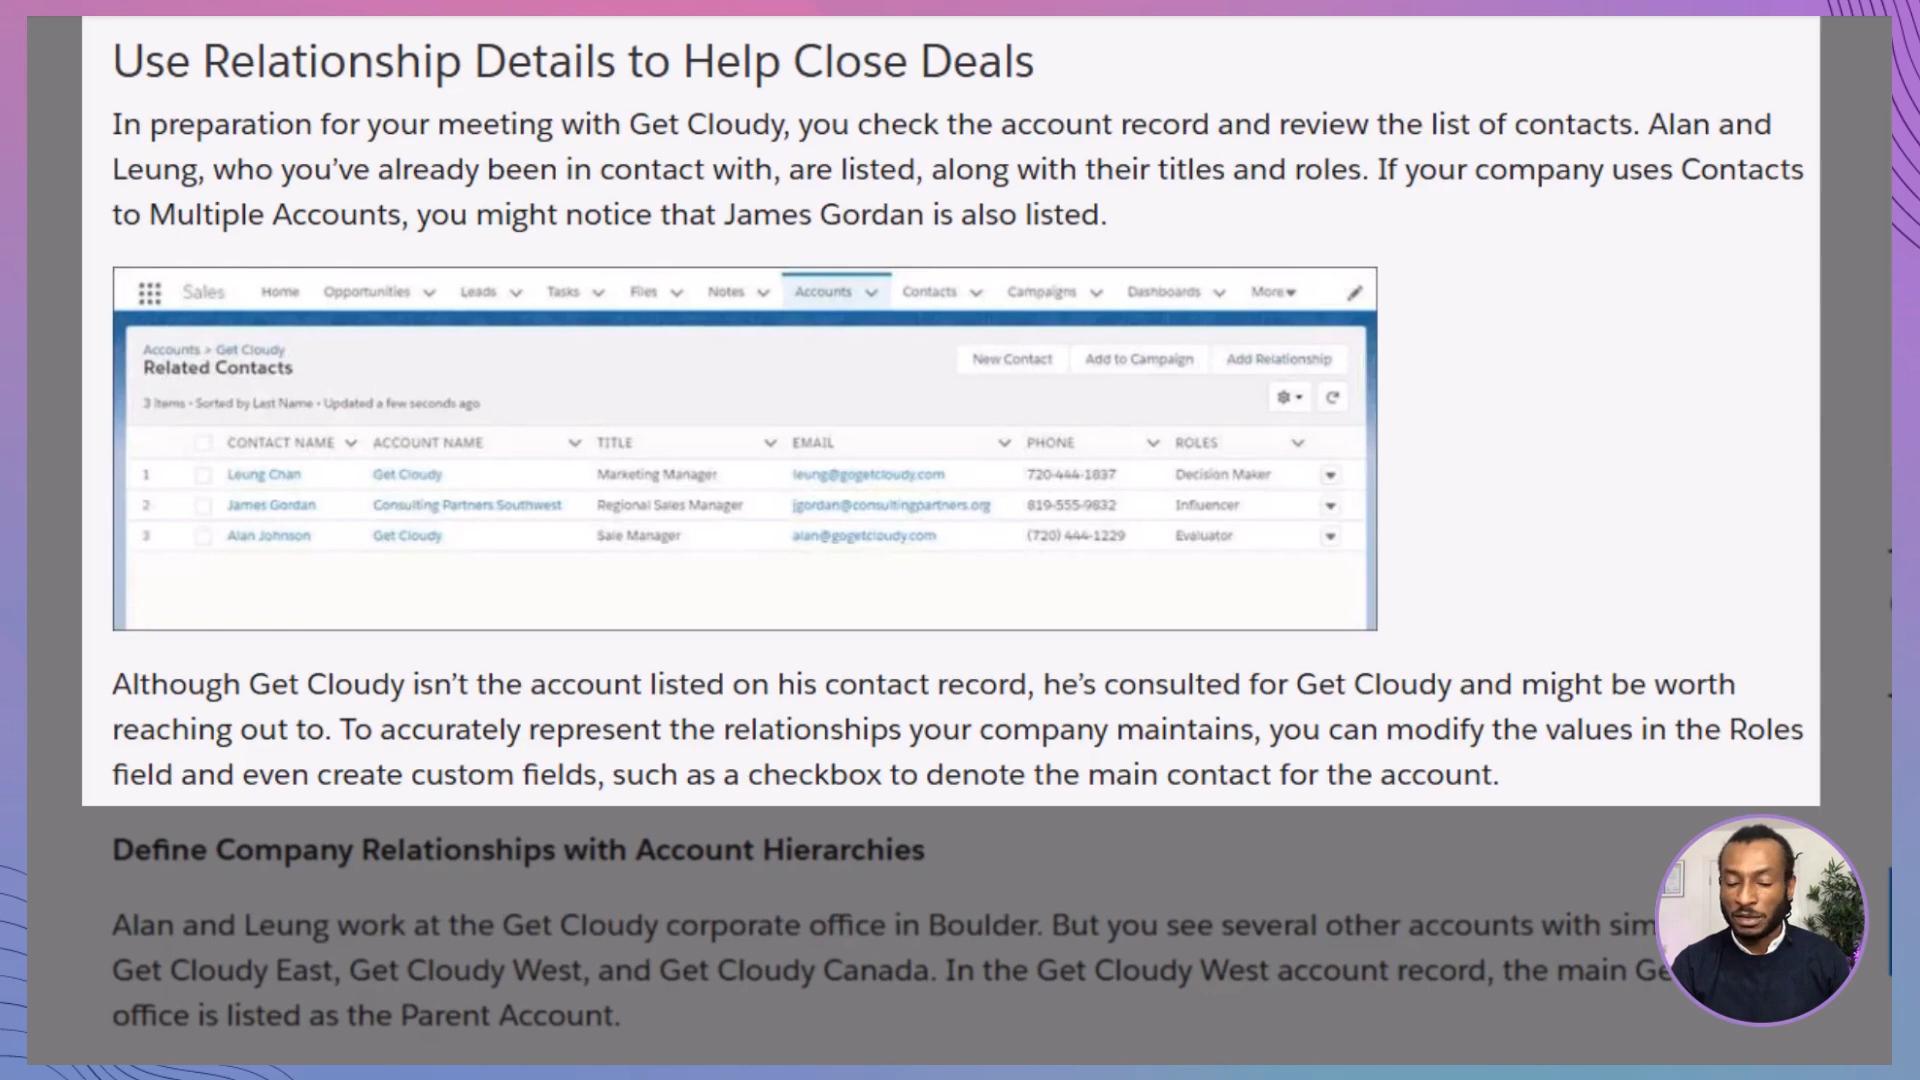 Use Relationship Details to Help Close Deals
In preparation for your meeting with Get Cloudy, you check the account record and review the list of contacts. Alan and
Leung, who you’ve already been in contact with, are listed, along with their titles and roles. If your company uses Contacts
to Multiple Accounts, you might notice that James Gordan is also listed.
Sales Home Opportunities Leads Tasks Files Notes Accounts Contacts Campaigns Dashboards More
Accounts > Get Cloudy
Related Contacts
New Contact Add to Campaign Add Relationship
3 Items • Sorted by Last Name • Updated a few seconds ago
CONTACT NAME ACCOUNT NAME TITLE EMAIL PHONE ROLES
1 Leung Chan Get Cloudy Marketing Manager leung@gogetcloudy.com 720-444-1837 Decision Maker
2 James Gordan Consulting Partners Southwest Regional Sales Manager jgordan@consultingpartners.org 819-555-9832 Influencer
3 Alan Johnson Get Cloudy Sale Manager alan@gogetcloudy.com (720) 444-1229 Evaluator
Although Get Cloudy isn’t the account listed on his contact record, he’s consulted for Get Cloudy and might be worth
reaching out to. To accurately represent the relationships your company maintains, you can modify the values in the Roles
field and even create custom fields, such as a checkbox to denote the main contact for the account.
Define Company Relationships with Account Hierarchies
Alan and Leung work at the Get Cloudy corporate office in Boulder. But you see several other accounts with sim
Get Cloudy East, Get Cloudy West, and Get Cloudy Canada. In the Get Cloudy West account record, the main Ge
office is listed as the Parent Account.